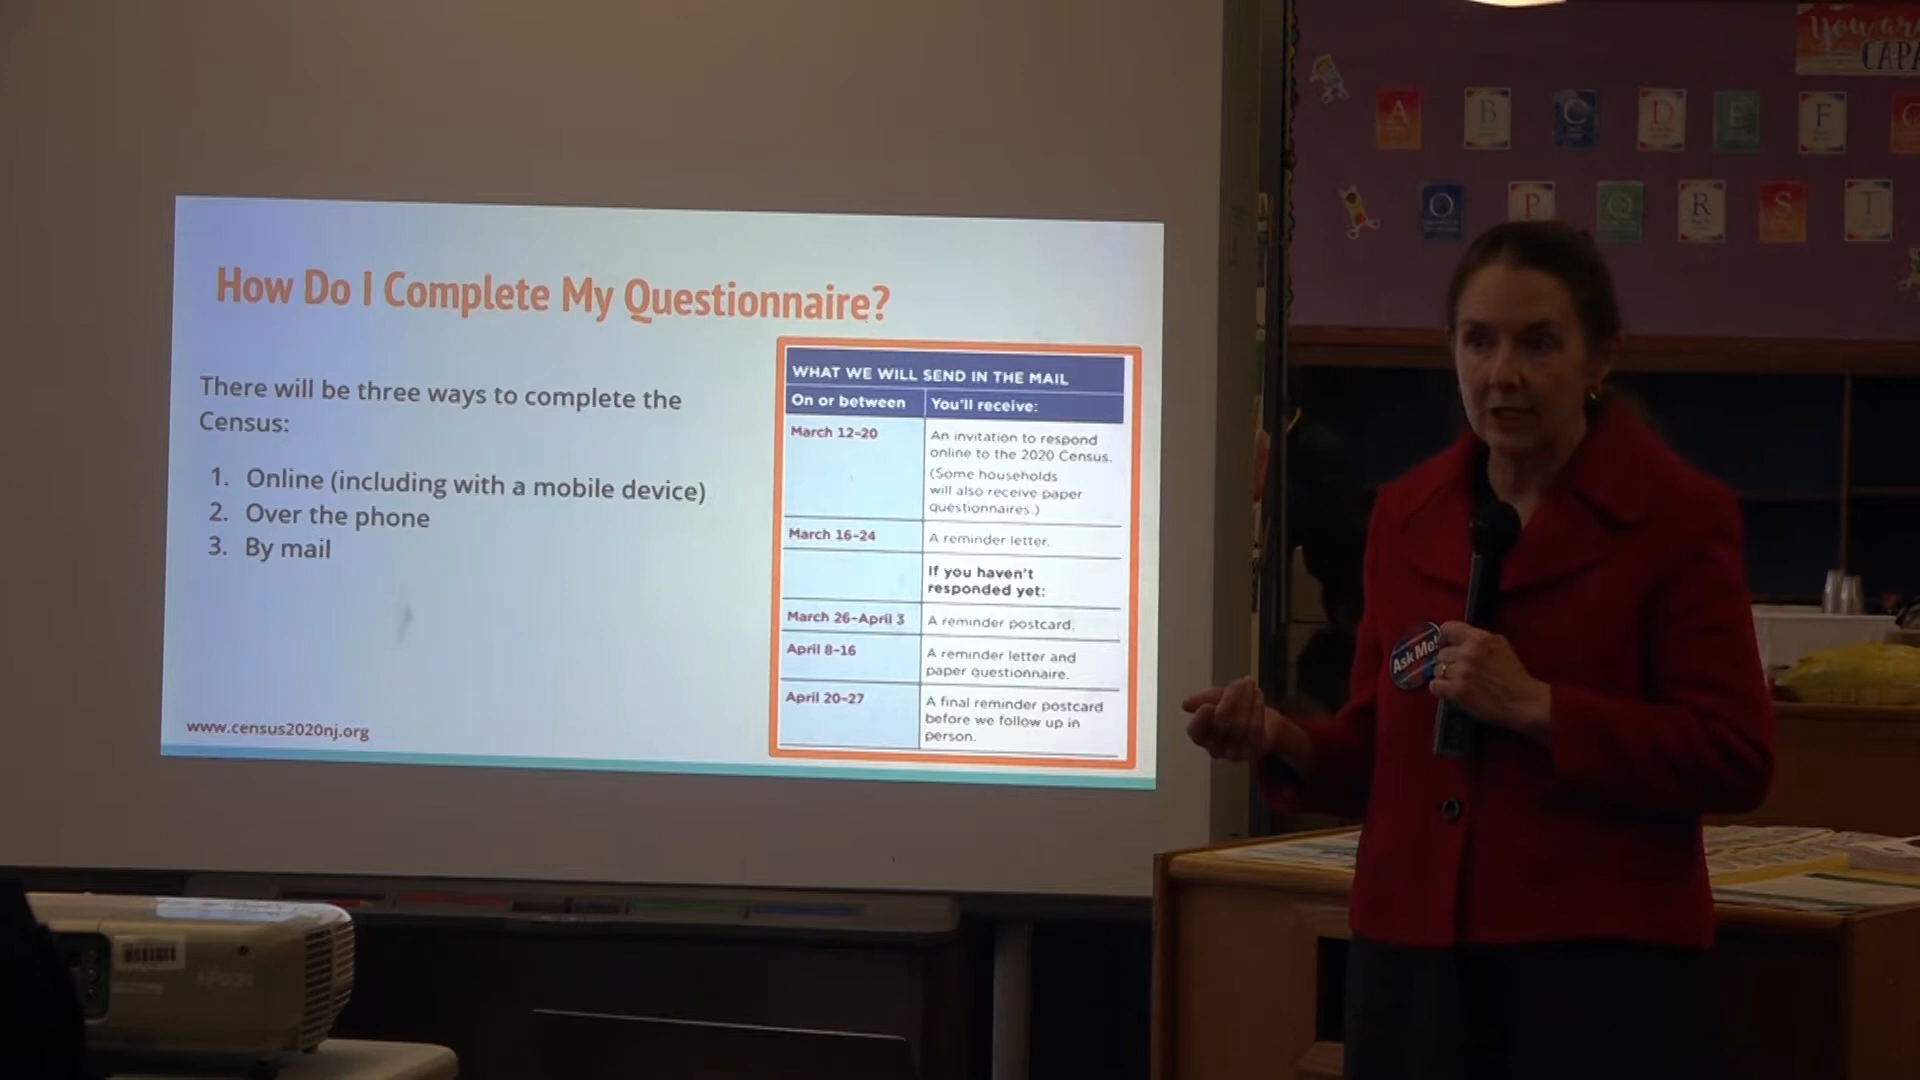 How Do I Complete My Questionnaire?
There will be three ways to complete the
Census:
1. Online (including with a mobile device)
2. Over the phone
3. By mail
www.census2020nj.org
WHAT WE WILL SEND IN THE MAIL
On or between
You'll receive:
March 12-20
An invitation to respond
online to the 2020 Census.
(Some households
will also receive paper
questionnaires.)
March 16-24
A reminder letter.
If you haven't
responded yet:
March 26-April 3
A reminder postcard.
April 8-16
A reminder letter and
paper questionnaire.
April 20-27
A final reminder postcard
before we follow up in
person.
You are
A
B
C
D
E
F
O
P
Q
R
S
T
Ask Me!
EPSON